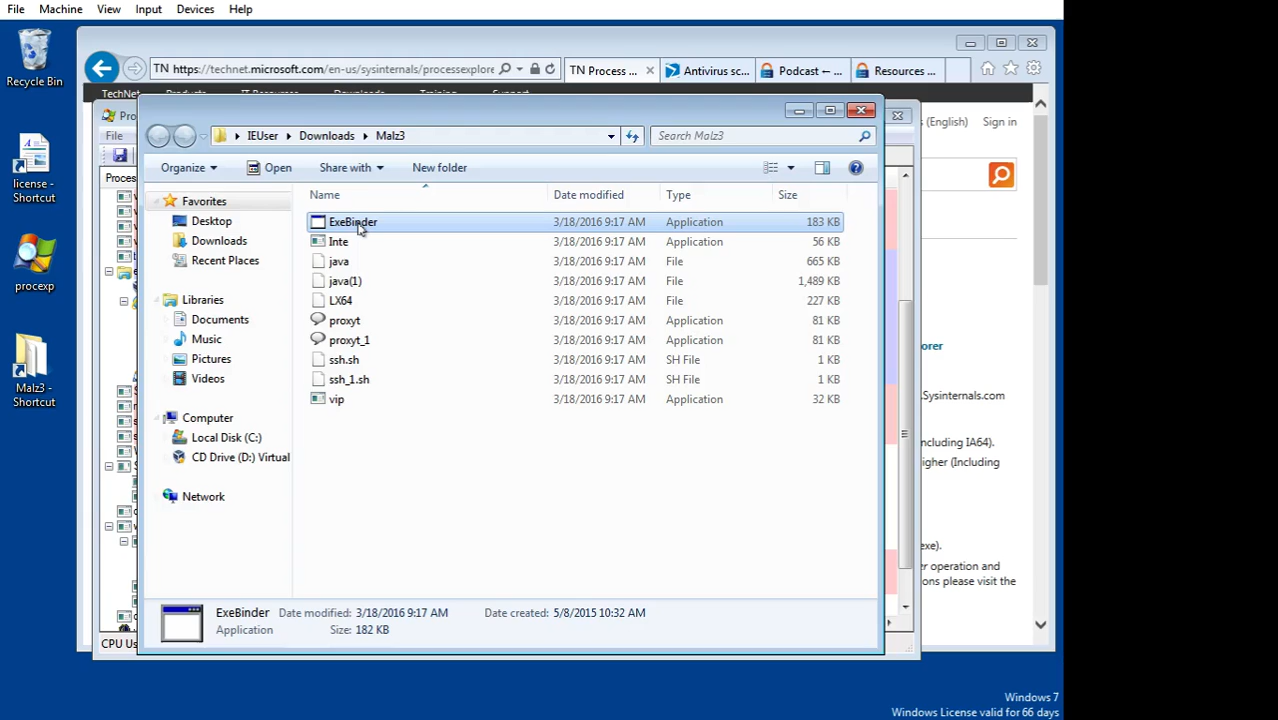 File Machine View Input Devices Help
Recycle Bin
license - Shortcut
procexp
Malz3 - Shortcut
TN https://technet.microsoft.com/en-us/sysinternals/processexplore
TN Process ...
Antivirus sc...
Podcast — ...
Resources ...
(English) Sign in
IEUser Downloads Malz3
Search Malz3
File
Organize Open Share with New folder
Proces
Name Date modified Type Size
Favorites
Desktop
Downloads
Recent Places
Libraries
Documents
Music
Pictures
Videos
Computer
Local Disk (C:)
CD Drive (D:) Virtual
Network
ExeBinder 3/18/2016 9:17 AM Application 183 KB
Inte 3/18/2016 9:17 AM Application 56 KB
java 3/18/2016 9:17 AM File 665 KB
java(1) 3/18/2016 9:17 AM File 1,489 KB
LX64 3/18/2016 9:17 AM File 227 KB
proxyt 3/18/2016 9:17 AM Application 81 KB
proxyt_1 3/18/2016 9:17 AM Application 81 KB
ssh.sh 3/18/2016 9:17 AM SH File 1 KB
ssh_1.sh 3/18/2016 9:17 AM SH File 1 KB
vip 3/18/2016 9:17 AM Application 32 KB
orer
.Sysinternals.com
including IA64).
igher (Including
xe).
er operation and
ons please visit the
ExeBinder Date modified: 3/18/2016 9:17 AM Date created: 5/8/2015 10:32 AM
Application Size: 182 KB
CPU Us
Windows 7
Windows License valid for 66 days